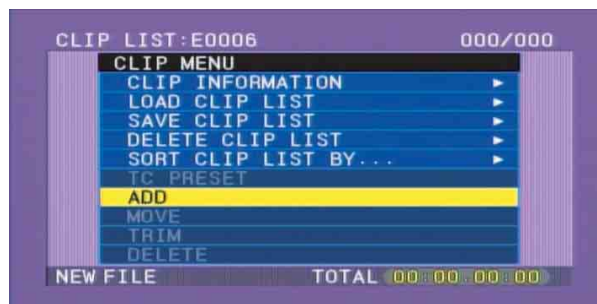 CLIP LIST:E0006 000/000
CLIP MENU
CLIP INFORMATION ►
LOAD CLIP LIST ►
SAVE CLIP LIST ►
DELETE CLIP LIST ►
SORT CLIP LIST BY... ►
TC PRESET
ADD
MOVE
TRIM
DELETE
NEW FILE TOTAL 00:00:00:00